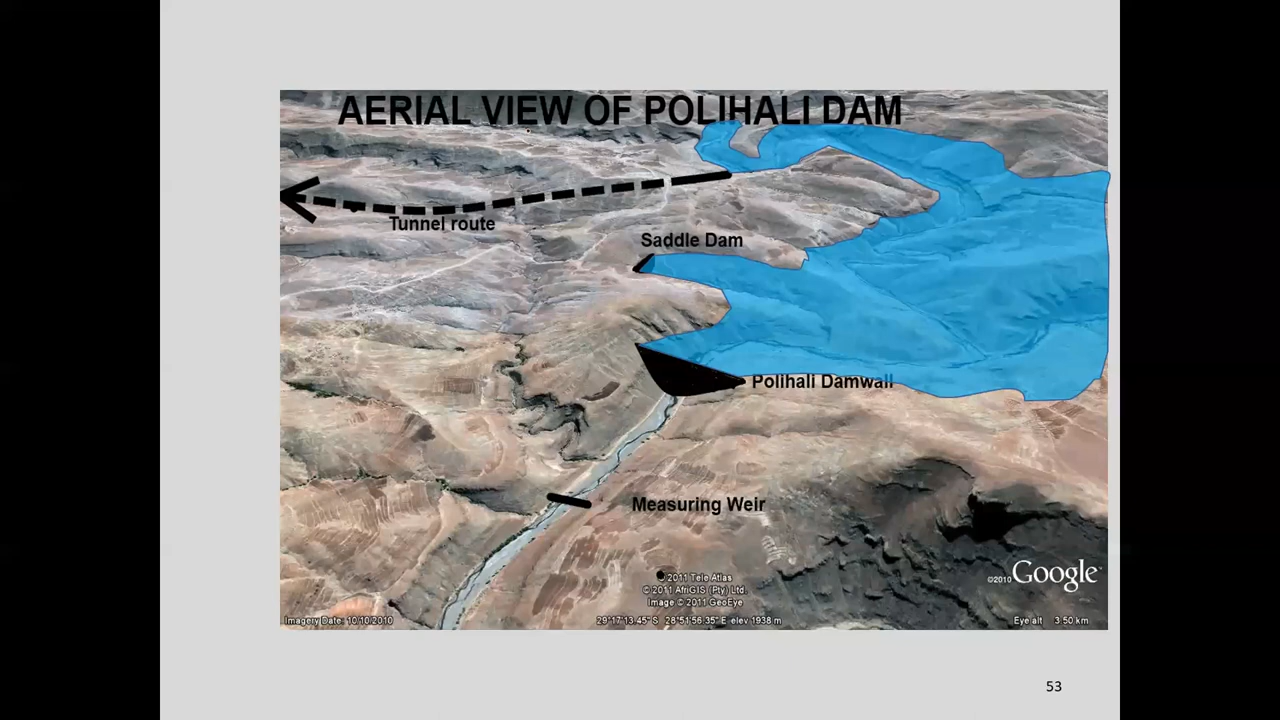 AERIAL VIEW OF POLIHALI DAM
Tunnel route
Saddle Dam
Polihali Damwall
Measuring Weir
© 2011 Tele Atlas
© 2011 AfriGIS (Pty) Ltd.
Image © 2011 GeoEye
©2010 Google
Imagery Date: 10/10/2010
29°17'13.45" S 28°51'56.35" E elev 1938 m
Eye alt 3.50 km
53